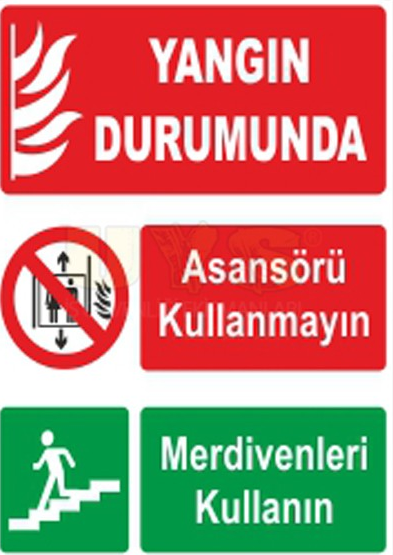 YANGIN
DURUMUNDA
Asansörü
Kullanmayın
Merdivenleri
Kullanın